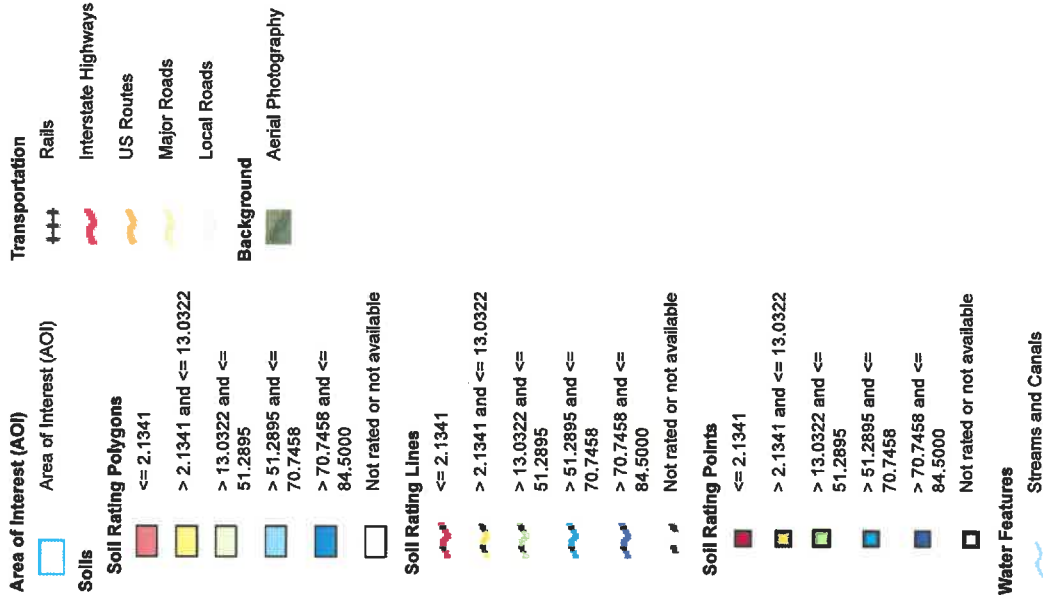 Area of Interest (AOI)
Area of Interest (AOI)
Soils
Soil Rating Polygons
<= 2.1341
> 2.1341 and <= 13.0322
> 13.0322 and <=
51.2895
> 51.2895 and <=
70.7458
> 70.7458 and <=
84.5000
Not rated or not available
Soil Rating Lines
<= 2.1341
> 2.1341 and <= 13.0322
> 13.0322 and <=
51.2895
> 51.2895 and <=
70.7458
> 70.7458 and <=
84.5000
Not rated or not available
Soil Rating Points
<= 2.1341
> 2.1341 and <= 13.0322
> 13.0322 and <=
51.2895
> 51.2895 and <=
70.7458
> 70.7458 and <=
84.5000
Not rated or not available
Water Features
Streams and Canals
Transportation
Rails
Interstate Highways
US Routes
Major Roads
Local Roads
Background
Aerial Photography